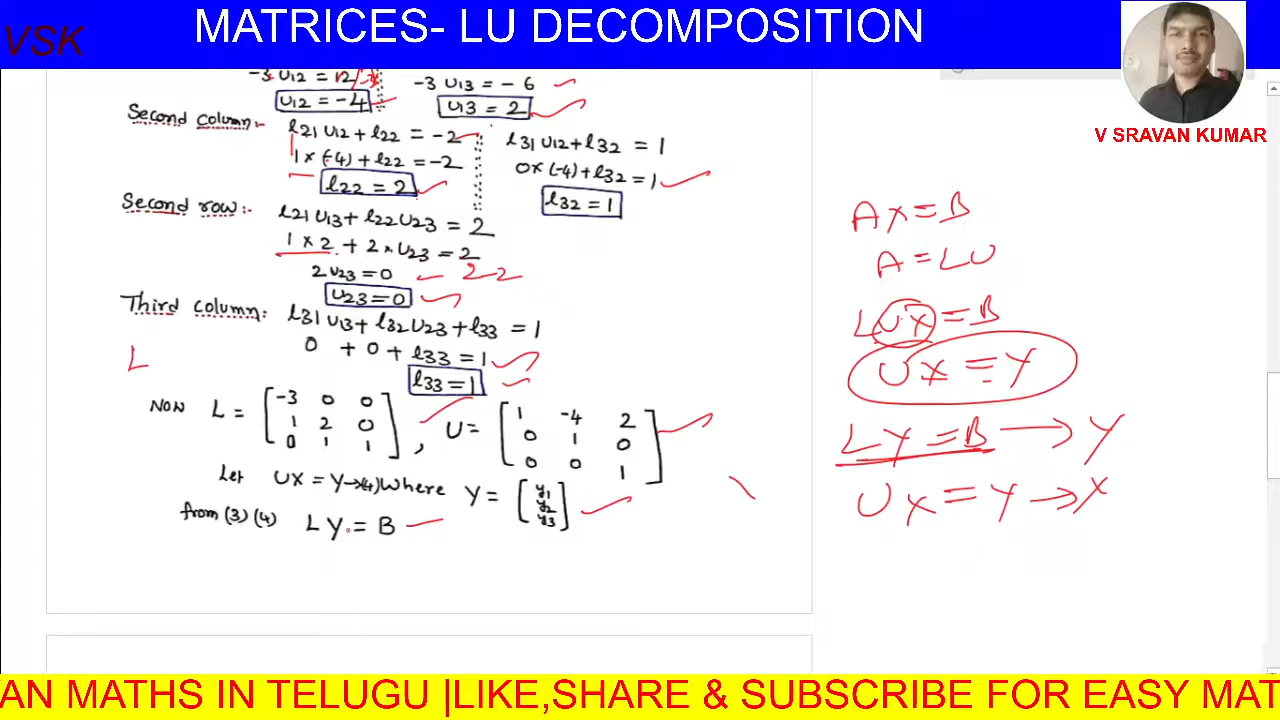 MATRICES- LU DECOMPOSITION
VSK
V SRAVAN KUMAR
-3 u12 = 12
-3 u13 = - 6
u12 = -4
u13 = 2
Second column:-
l21 u12 + l22 = -2
l31 u12 + l32 = 1
1 x (-4) + l22 = -2
0x (-4) + l32 = 1
l22 = 2
l32 = 1
Second row:-
l21 u13 + l22 u23 = 2
1 x 2 + 2 x u23 = 2
2 u23 = 0
2-2
u23 = 0
Third column:
l31 u13 + l32 u23 + l33 = 1
0 + 0 + l33 = 1
l33 = 1
L
Now L = [ -3 0 0
1 2 0
0 1 1 ] , U = [ 1 -4 2
0 1 0
0 0 1 ]
Let UX = Y → (4) Where Y = [ y1
y2
y3 ]
from (3) (4) L Y = B
AX = B
A = LU
LUX = B
UX = Y
LY = B → Y
UX = Y → X
AN MATHS IN TELUGU |LIKE,SHARE & SUBSCRIBE FOR EASY MAT